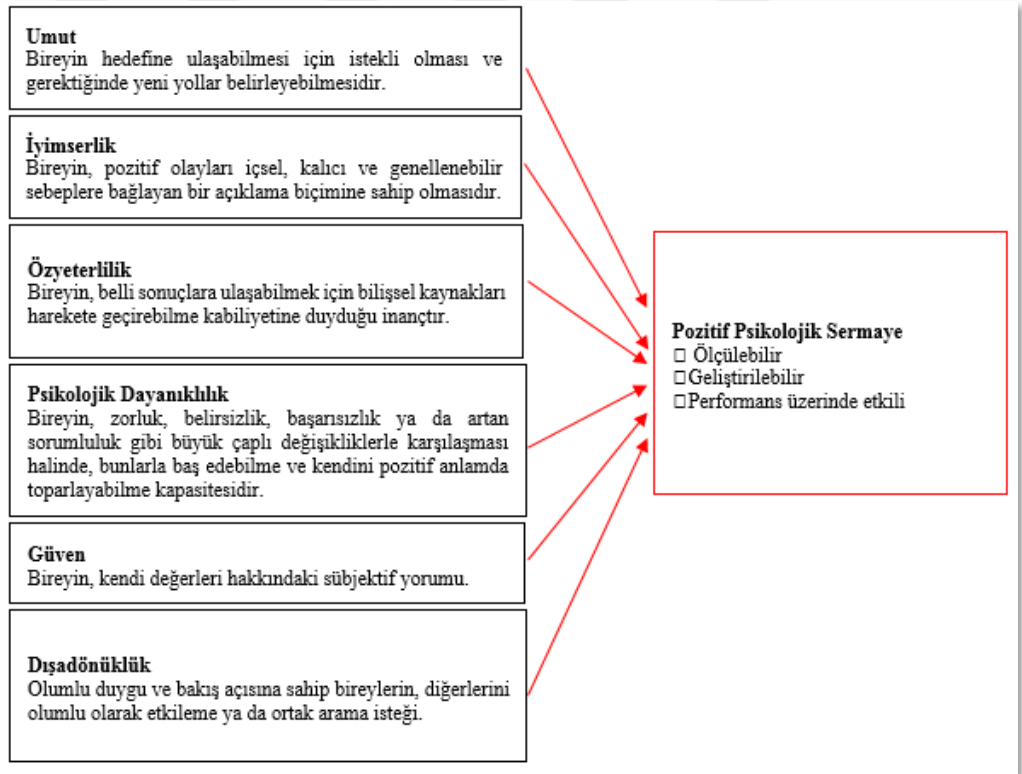 Umut
Bireyin hedefine ulaşabilmesi için istekli olması ve
gerektiğinde yeni yollar belirleyebilmesidir.
İyimserlik
Bireyin, pozitif olayları içsel, kalıcı ve genellenebilir
sebeplere bağlayan bir açıklama biçimine sahip olmasıdır.
Özyeterlilik
Bireyin, belli sonuçlara ulaşabilmek için bilişsel kaynakları
harekete geçirebilme kabiliyetine duyduğu inançtır.
Psikolojik Dayanıklılık
Bireyin, zorluk, belirsizlik, başarısızlık ya da artan
sorumluluk gibi büyük çaplı değişikliklerle karşılaşması
halinde, bunlarla baş edebilme ve kendini pozitif anlamda
toparlayabilme kapasitesidir.
Güven
Bireyin, kendi değerleri hakkındaki sübjektif yorumu.
Dışadönüklük
Olumlu duygu ve bakış açısına sahip bireylerin, diğerlerini
olumlu olarak etkileme ya da ortak arama isteği.
Pozitif Psikolojik Sermaye
□ Ölçülebilir
□Geliştirilebilir
□Performans üzerinde etkili